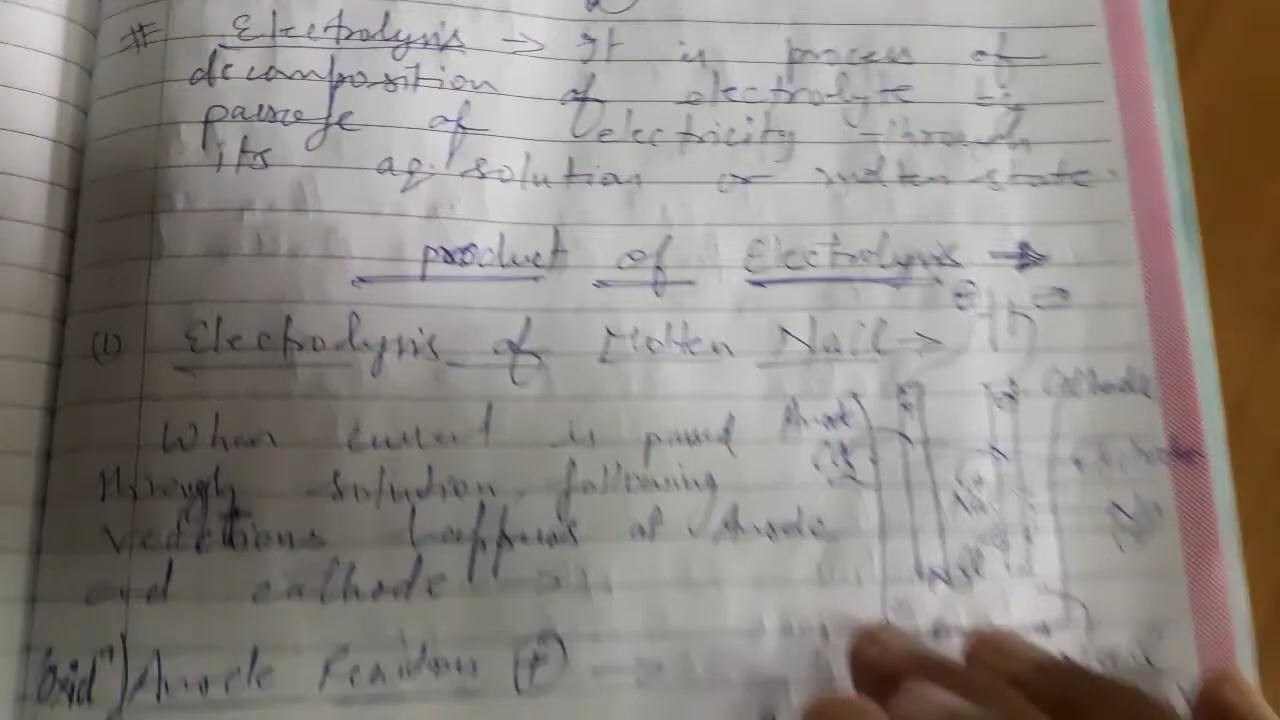 # Electrolysis → It is process of
decomposition of electrolyte by
passage of electricity through
its aq. solution or molten state.
product of Electrolysis →
(1) Electrolysis of Molten NaCl →
When current is passed
through solution following
reactions happens at Anode
and cathode
Anode
Cathode
Anode Reaction